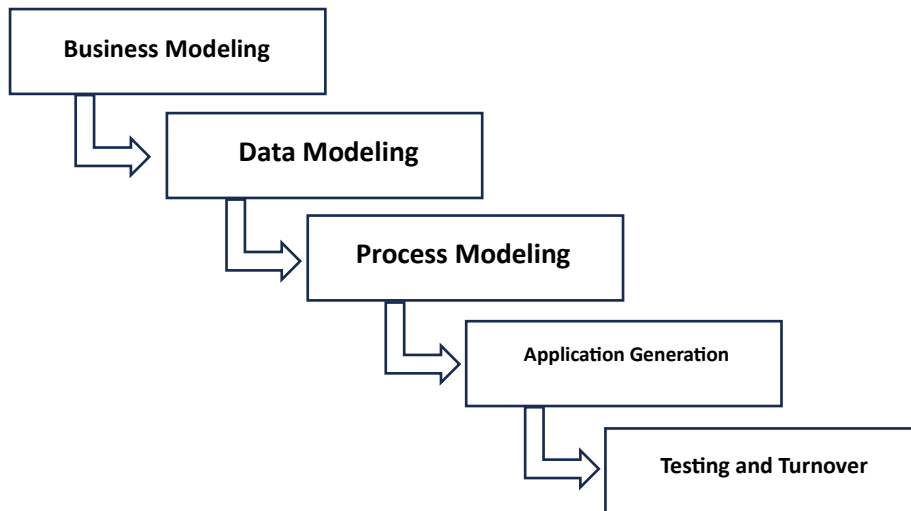 Business Modeling
Data Modeling
Process Modeling
Application Generation
Testing and Turnover